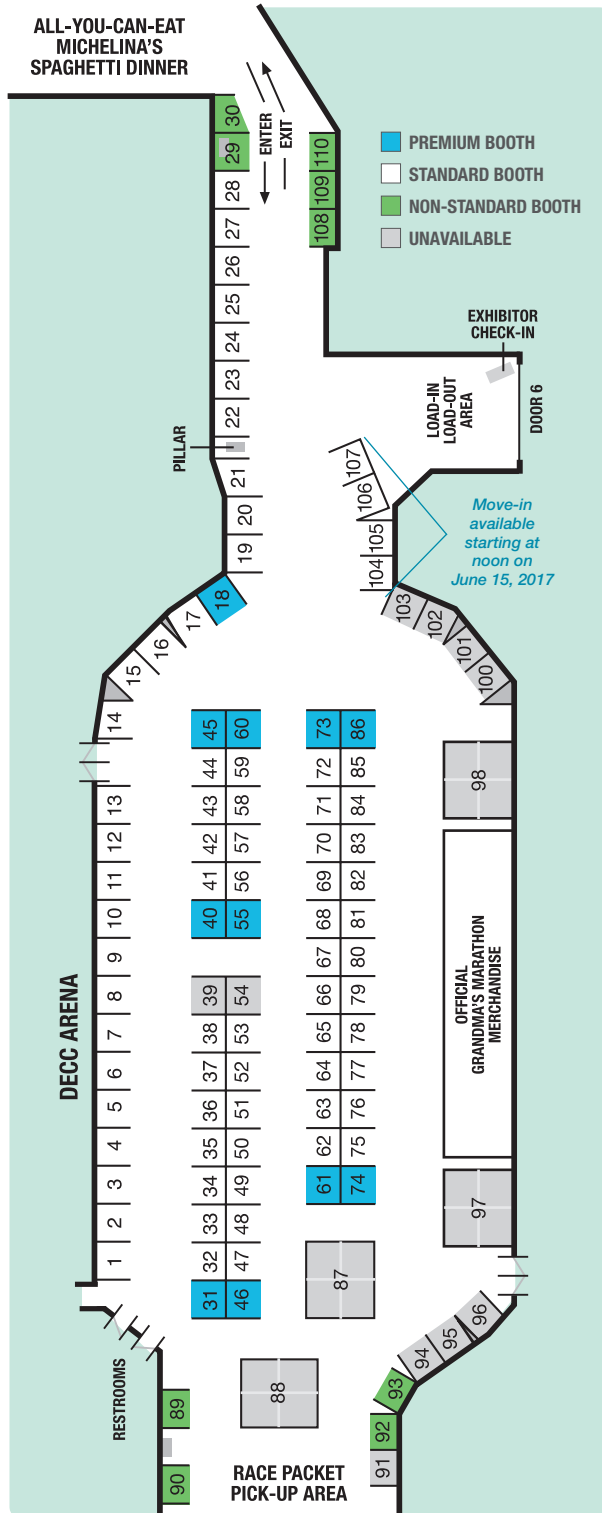 ALL-YOU-CAN-EAT
MICHELINA'S
SPAGHETTI DINNER
ENTER
EXIT
30
29
28
27
26
25
24
23
22
PILLAR
21
20
19
18
17
16
15
14
13
12
11
10
9
8
7
6
5
4
3
2
1
110
109
108
PREMIUM BOOTH
STANDARD BOOTH
NON-STANDARD BOOTH
UNAVAILABLE
EXHIBITOR
CHECK-IN
LOAD-IN
LOAD-OUT
AREA
DOOR 6
107
106
105
104
Move-in
available
starting at
noon on
June 15, 2017
103
102
101
100
45 60
44 59
43 58
42 57
41 56
40 55
39 54
38 53
37 52
36 51
35 50
34 49
33 48
32 47
31 46
73 86
72 85
71 84
70 83
69 82
68 81
67 80
66 79
65 78
64 77
63 76
62 75
61 74
98
OFFICIAL
GRANDMA'S MARATHON
MERCHANDISE
97
DECC ARENA
87
88
96
95
94
93
92
91
RESTROOMS
89
90
RACE PACKET
PICK-UP AREA